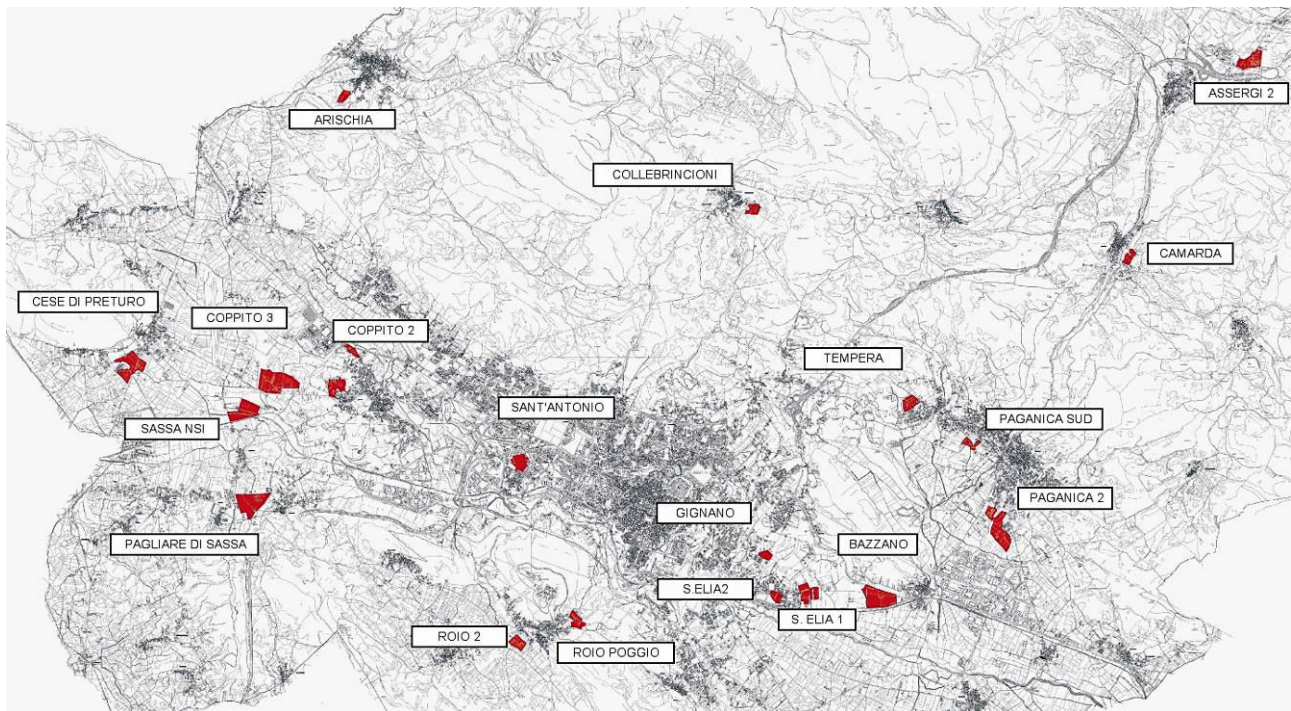 ASSERGI 2
ARISCHIA
COLLEBRINCIONI
CAMARDA
CESE DI PRETURO
COPPITO 3
COPPITO 2
TEMPERA
SANT'ANTONIO
PAGANICA SUD
SASSA NSI
PAGANICA 2
GIGNANO
PAGLIARE DI SASSA
BAZZANO
S.ELIA2
S. ELIA 1
ROIO 2
ROIO POGGIO